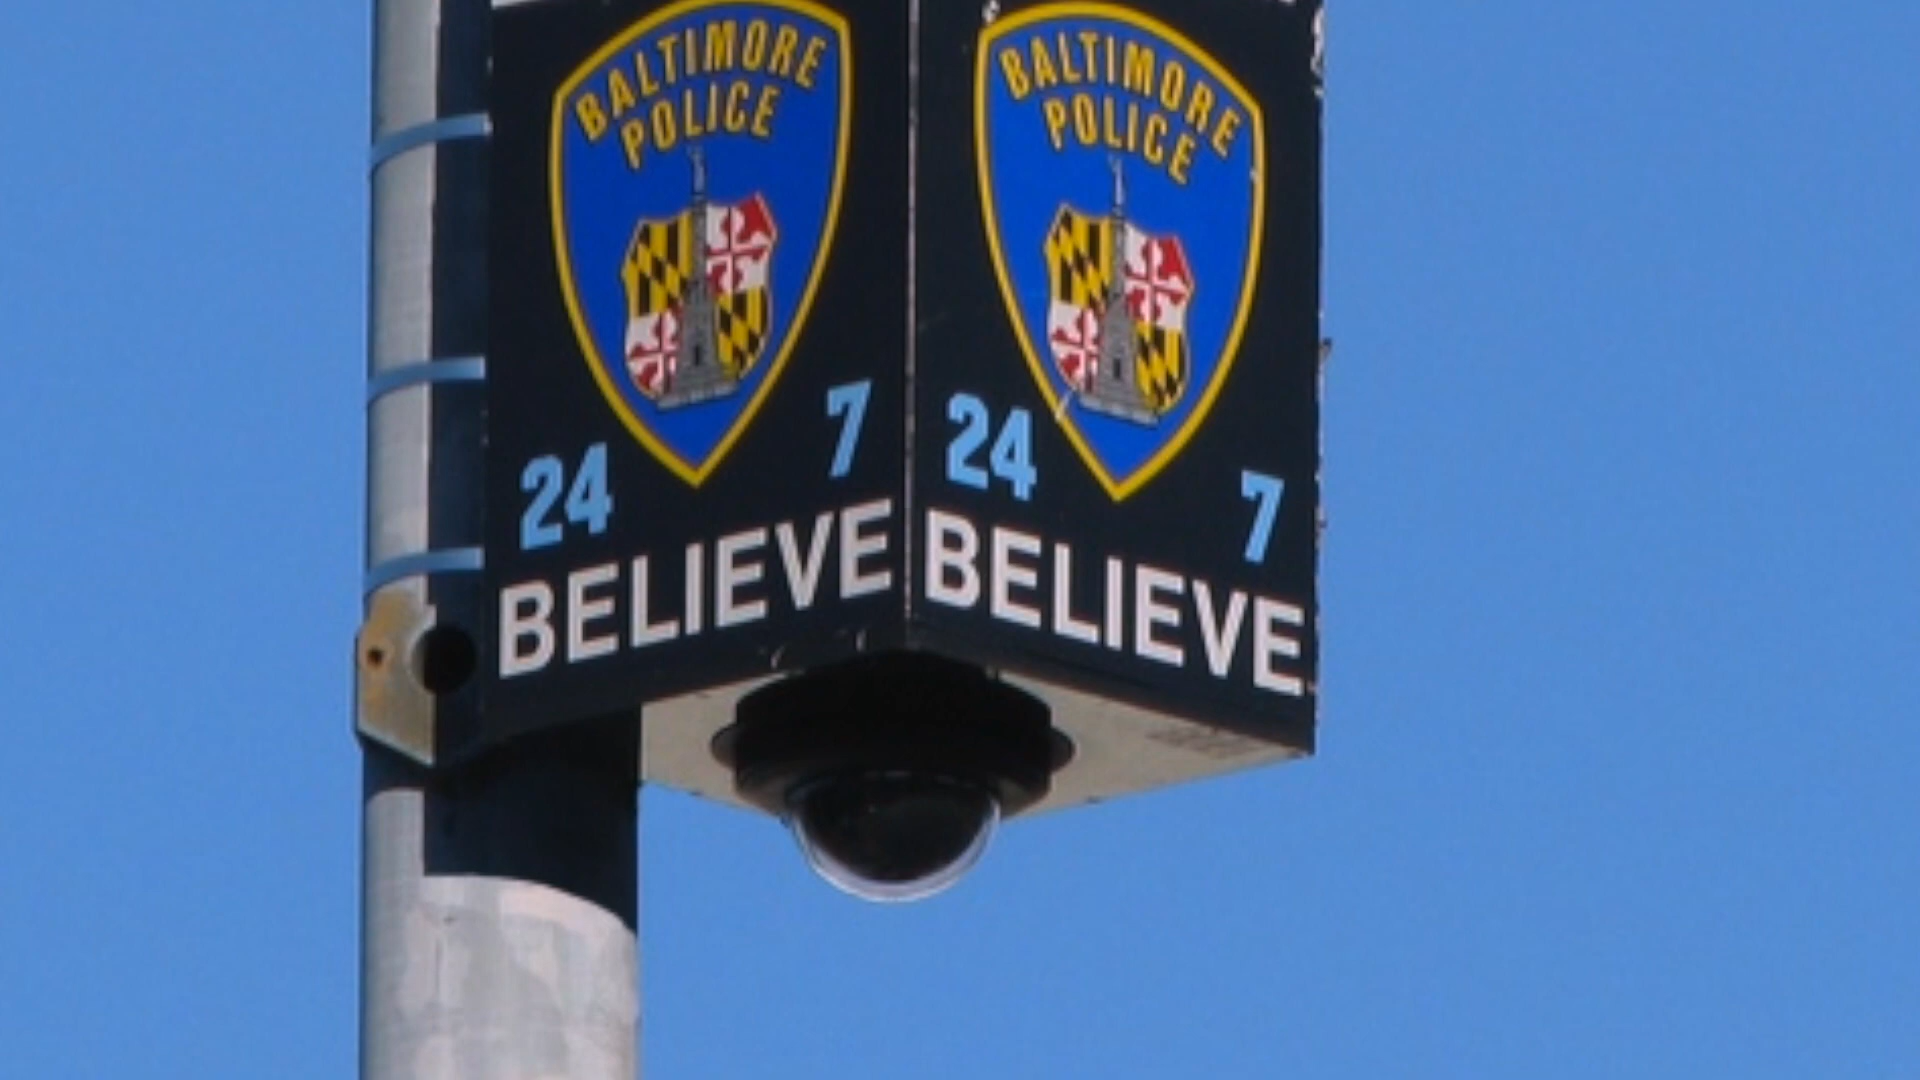 BALTIMORE
POLICE
24 7
BELIEVE
BALTIMORE
POLICE
24 7
BELIEVE